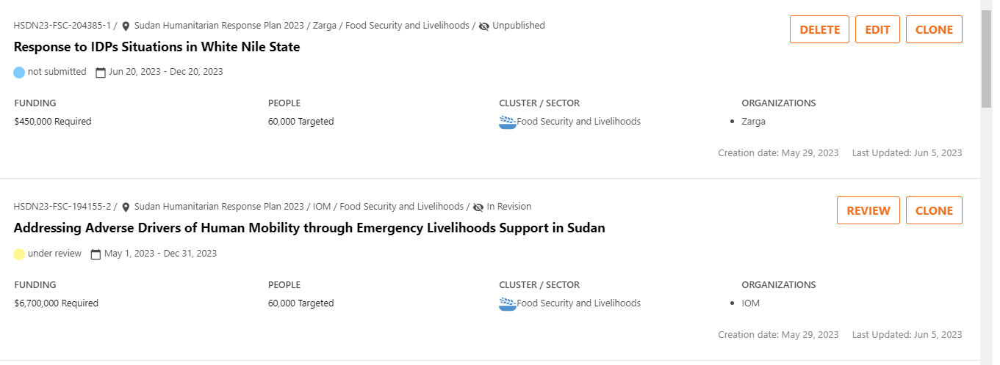 HSDN23-FSC-204385-1 / Sudan Humanitarian Response Plan 2023 / Zarga / Food Security and Livelihoods / Unpublished
DELETE EDIT CLONE
Response to IDPs Situations in White Nile State
not submitted Jun 20, 2023 - Dec 20, 2023
FUNDING PEOPLE CLUSTER / SECTOR ORGANIZATIONS
$450,000 Required 60,000 Targeted Food Security and Livelihoods • Zarga
Creation date: May 29, 2023 Last Updated: Jun 5, 2023
HSDN23-FSC-194155-2 / Sudan Humanitarian Response Plan 2023 / IOM / Food Security and Livelihoods / In Revision
REVIEW CLONE
Addressing Adverse Drivers of Human Mobility through Emergency Livelihoods Support in Sudan
under review May 1, 2023 - Dec 31, 2023
FUNDING PEOPLE CLUSTER / SECTOR ORGANIZATIONS
$6,700,000 Required 60,000 Targeted Food Security and Livelihoods • IOM
Creation date: May 29, 2023 Last Updated: Jun 5, 2023